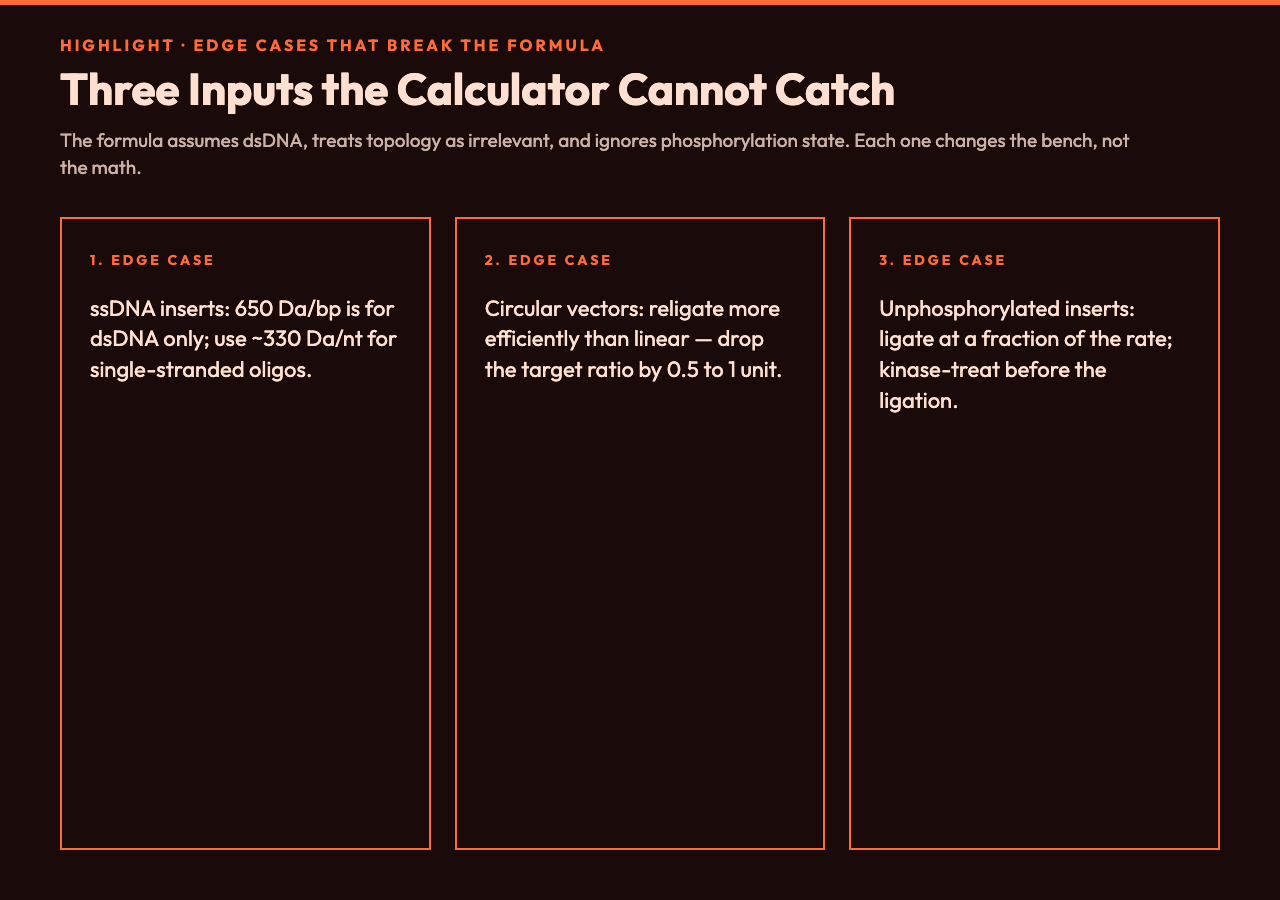 HIGHLIGHT · EDGE CASES THAT BREAK THE FORMULA
Three Inputs the Calculator Cannot Catch
The formula assumes dsDNA, treats topology as irrelevant, and ignores phosphorylation state. Each one changes the bench, not
the math.
1. EDGE CASE
ssDNA inserts: 650 Da/bp is for
dsDNA only; use ~330 Da/nt for
single-stranded oligos.
2. EDGE CASE
Circular vectors: religate more
efficiently than linear — drop
the target ratio by 0.5 to 1 unit.
3. EDGE CASE
Unphosphorylated inserts:
ligate at a fraction of the rate;
kinase-treat before the
ligation.